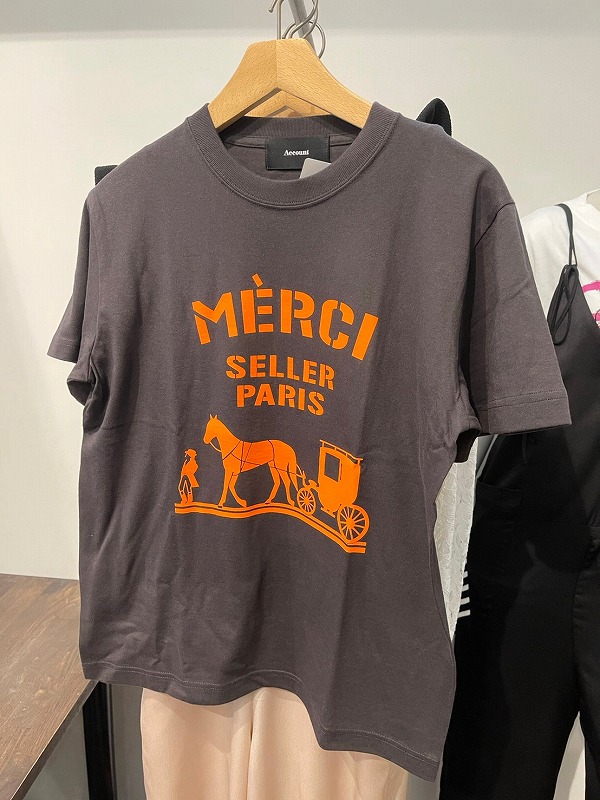 Account
MÈRCI
SELLER
PARIS